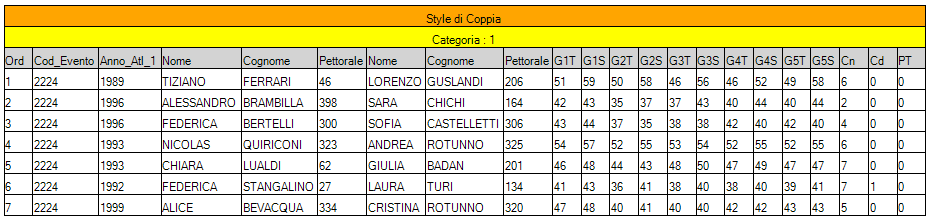 Style di Coppia
Categoria : 1
Ord Cod_Evento Anno_Atl_1 Nome Cognome Pettorale Nome Cognome Pettorale G1T G1S G2T G2S G3T G3S G4T G4S G5T G5S Cn Cd PT
1 2224 1989 TIZIANO FERRARI 46 LORENZO GUSLANDI 206 51 59 50 58 46 56 46 52 49 58 6 0 0
2 2224 1996 ALESSANDRO BRAMBILLA 398 SARA CHICHI 164 42 43 35 37 37 43 40 44 40 44 2 0 0
3 2224 1996 FEDERICA BERTELLI 300 SOFIA CASTELLETTI 306 43 44 37 35 38 38 42 40 42 40 4 0 0
4 2224 1993 NICOLAS QUIRICONI 323 ANDREA ROTUNNO 325 54 57 52 55 53 54 52 55 52 55 6 0 0
5 2224 1993 CHIARA LUALDI 62 GIULIA BADAN 201 46 48 44 43 48 50 47 49 47 47 7 0 0
6 2224 1992 FEDERICA STANGALINO 27 LAURA TURI 134 41 43 36 41 38 40 38 40 39 41 7 1 0
7 2224 1999 ALICE BEVACQUA 334 CRISTINA ROTUNNO 320 47 48 40 41 40 40 42 42 43 43 5 0 0